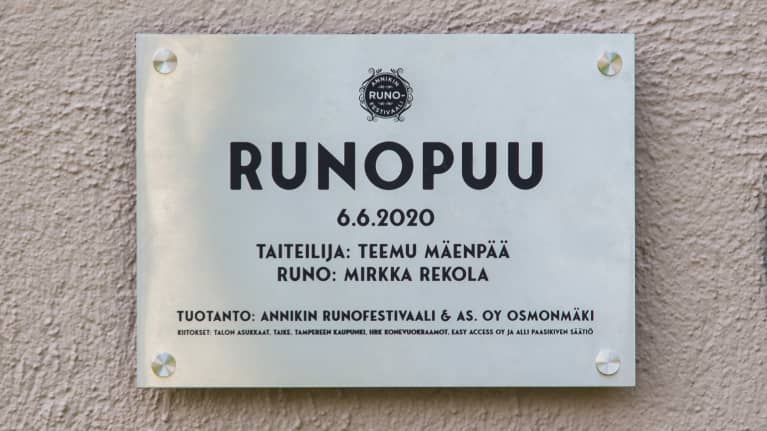 ANNIKIN
RUNO-
FESTIVAALI
RUNOPUU
6.6.2020
TAITEILIJA: TEEMU MÄENPÄÄ
RUNO: MIRKKA REKOLA
TUOTANTO: ANNIKIN RUNOFESTIVAALI & AS. OY OSMONMÄKI
KIITOKSET: TALON ASUKKAAT, TAIKE, TAMPEREEN KAUPUNKI, HRK KONEVUOKRAAMOT, EASY ACCESS OY JA ALLI PAASIKIVEN SÄÄTIÖ